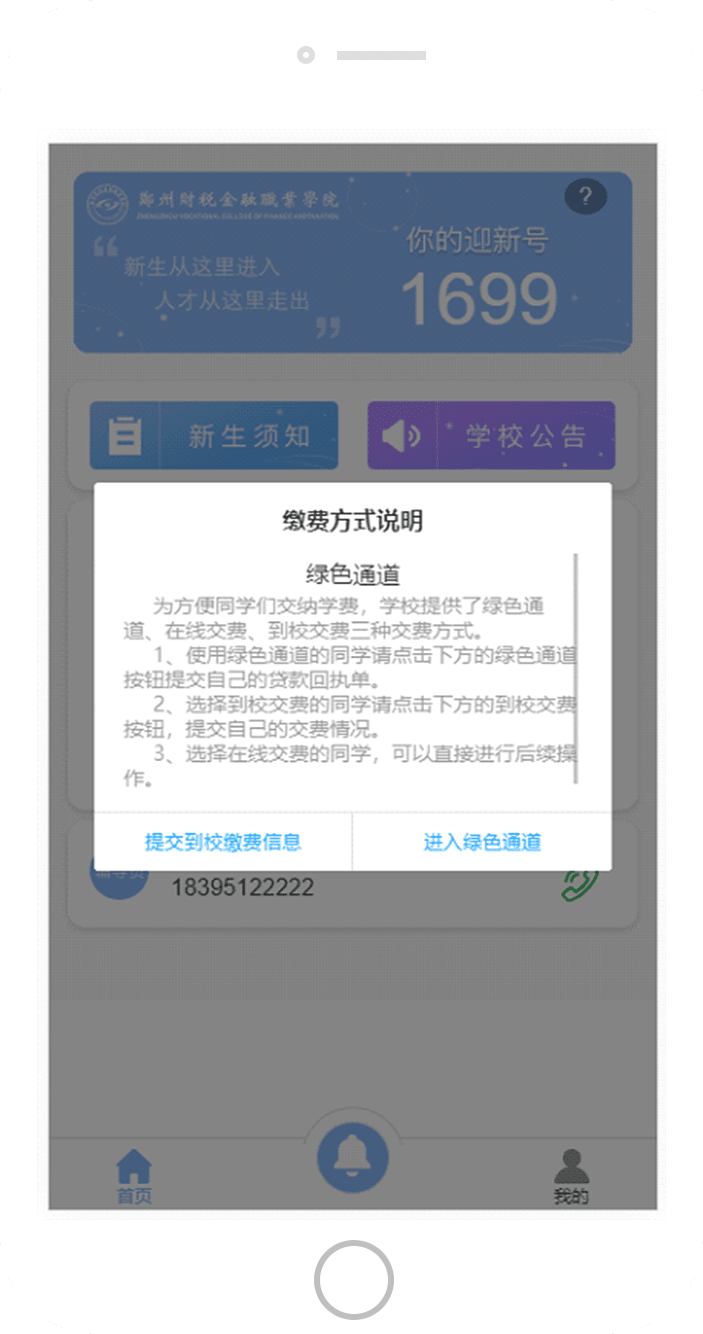 郑州财税金融职业学院
ZHENGZHOU VOCATIONAL COLLEGE OF FINANCE AND TAXATION
?
你的迎新号
新生从这里进入
人才从这里走出
1699
新生须知
学校公告
缴费方式说明
绿色通道
为方便同学们交纳学费，学校提供了绿色通
道、在线交费、到校交费三种交费方式。
1、使用绿色通道的同学请点击下方的绿色通道
按钮提交自己的贷款回执单。
2、选择到校交费的同学请点击下方的到校交费
按钮，提交自己的交费情况。
3、选择在线交费的同学，可以直接进行后续操
作。
提交到校缴费信息
进入绿色通道
辅导员
18395122222
首页
我的